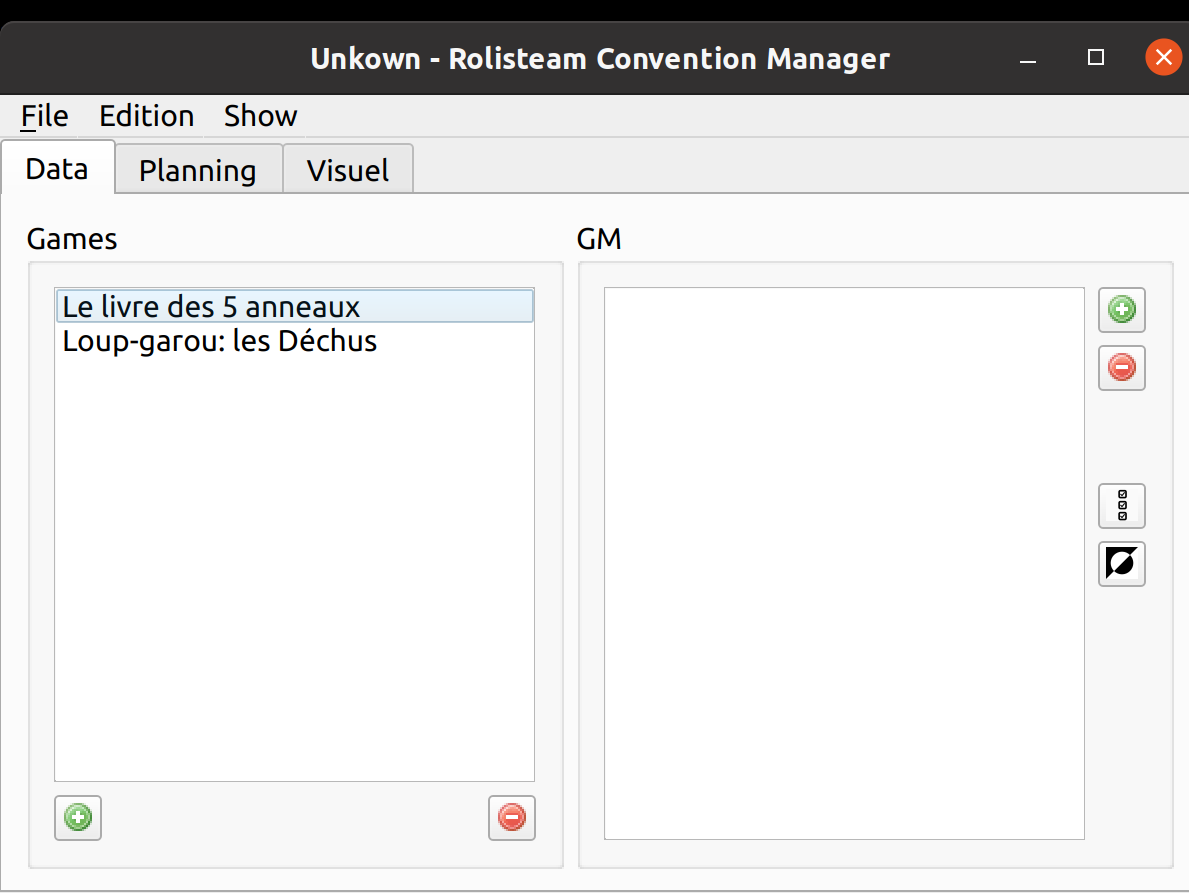 Unkown - Rolisteam Convention Manager
File Edition Show
Data Planning Visuel
Games GM
Le livre des 5 anneaux
Loup-garou: les Déchus